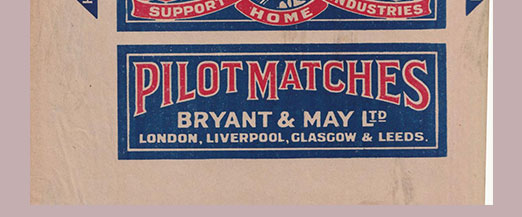 SUPPORT HOME INDUSTRIES
PILOT MATCHES
BRYANT & MAY LTD
LONDON, LIVERPOOL, GLASGOW & LEEDS.